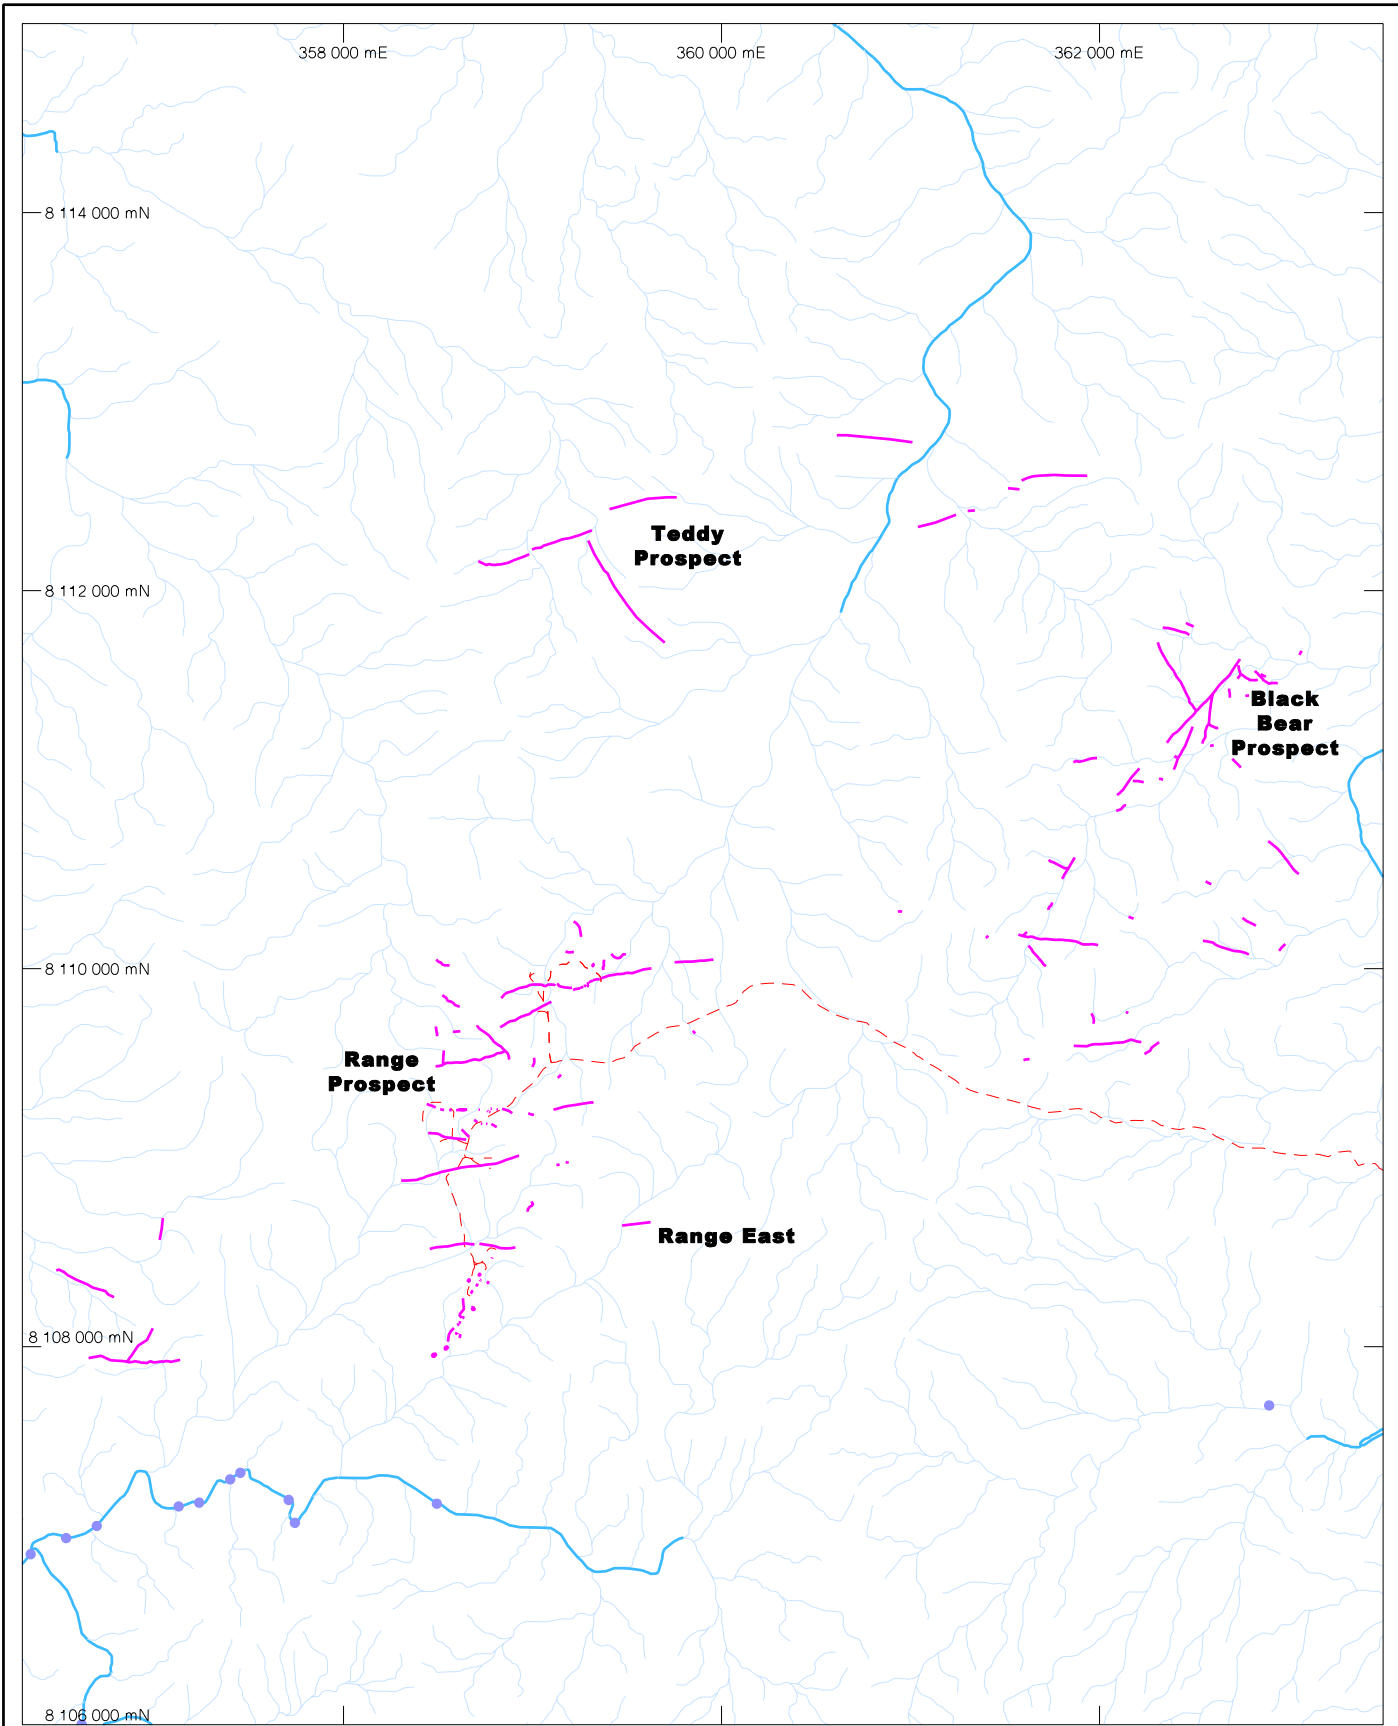 358 000 mE
360 000 mE
362 000 mE
8 114 000 mN
Teddy
Prospect
8 112 000 mN
Black
Bear
Prospect
8 110 000 mN
Range
Prospect
Range East
8 108 000 mN
8 106 000 mN